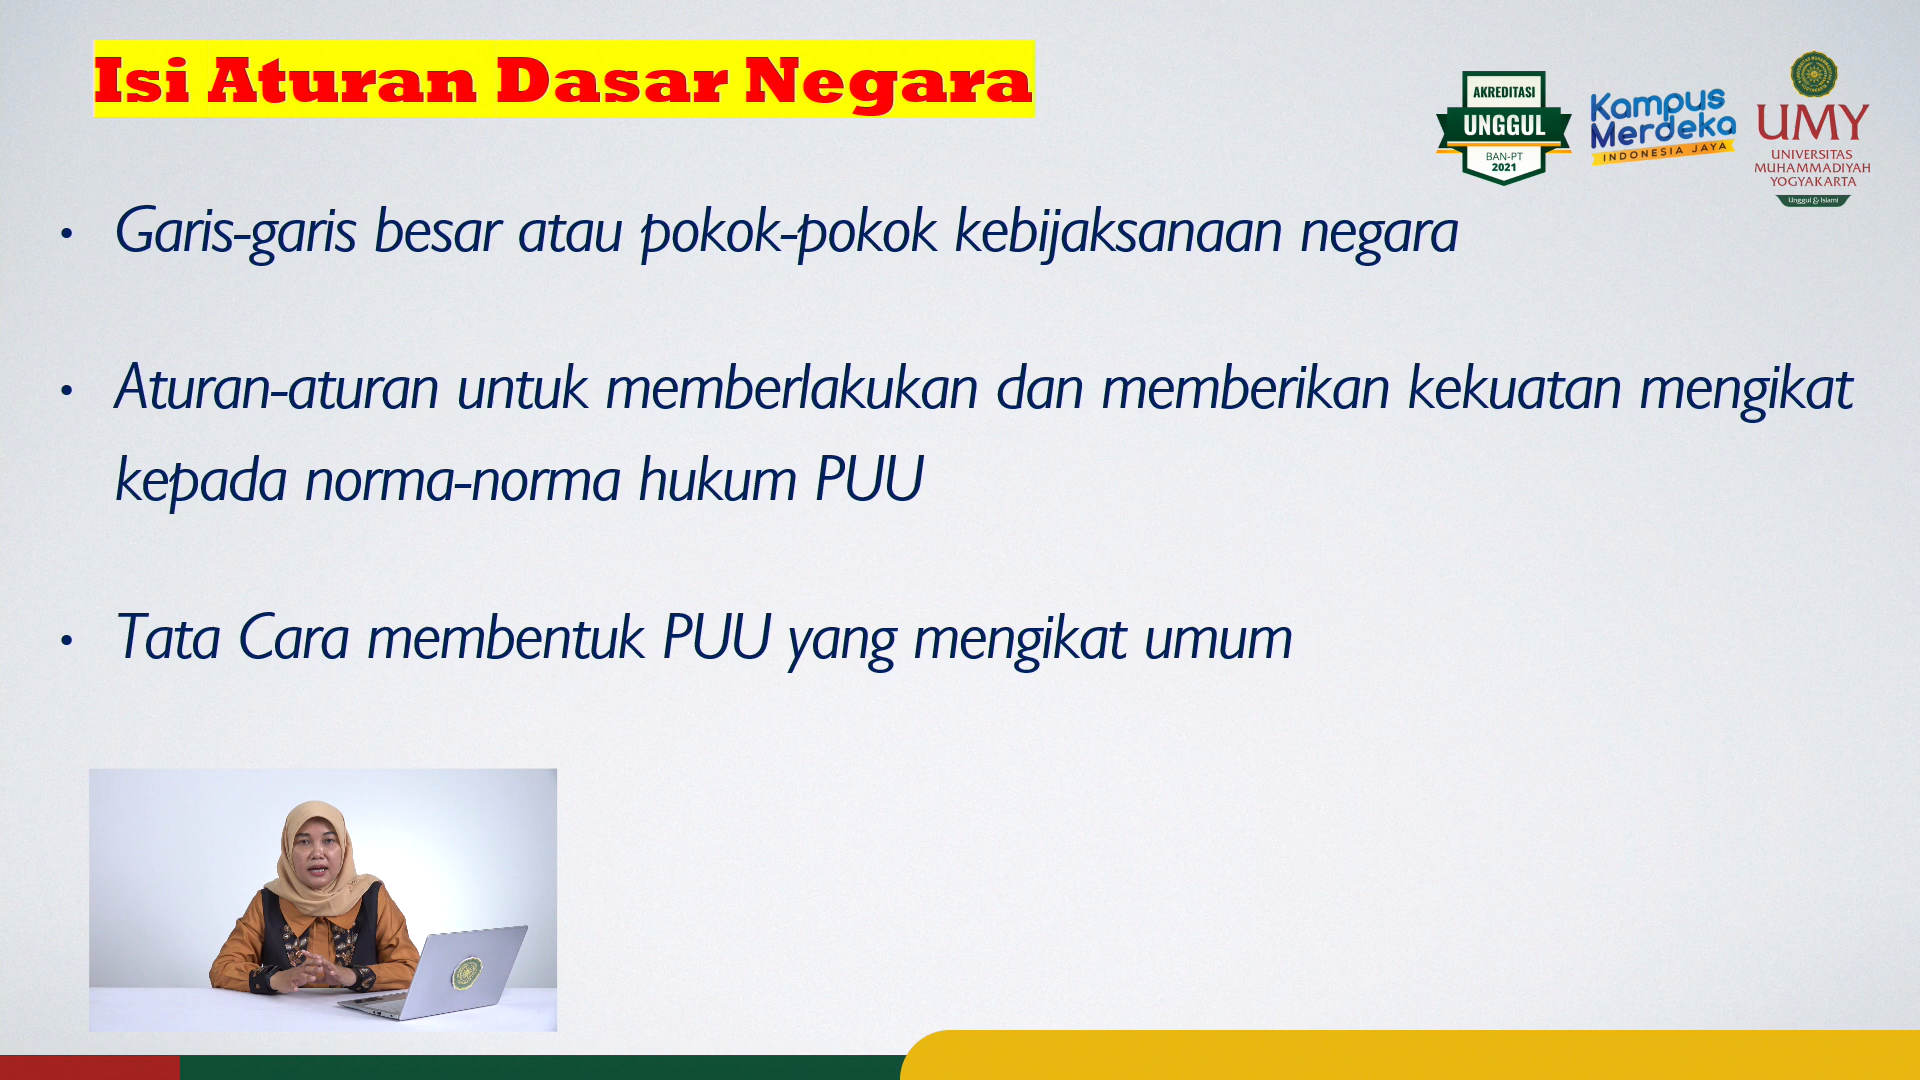 Isi Aturan Dasar Negara
AKREDITASI
UNGGUL
BAN-PT
2021
Kampus
Merdeka
INDONESIA JAYA
UMY
UNIVERSITAS
MUHAMMADIYAH
YOGYAKARTA
Unggul & Islami
• Garis-garis besar atau pokok-pokok kebijaksanaan negara
• Aturan-aturan untuk memberlakukan dan memberikan kekuatan mengikat
kepada norma-norma hukum PUU
• Tata Cara membentuk PUU yang mengikat umum